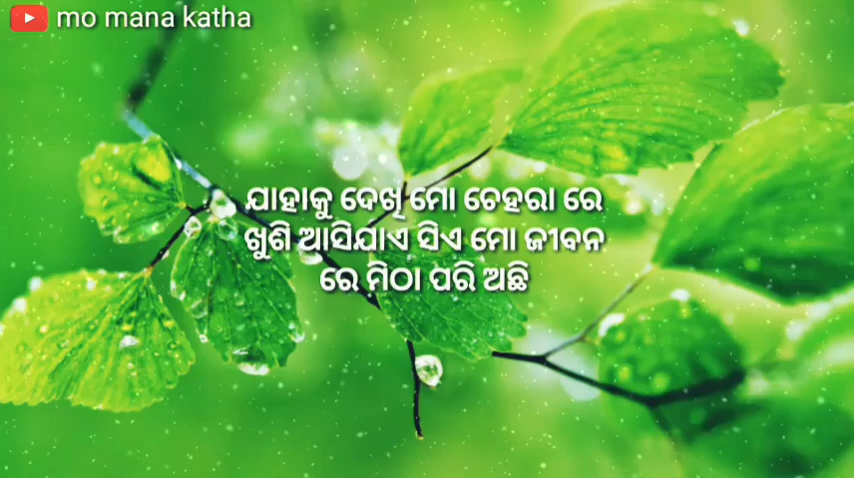 mo mana katha
ଯାହାକୁ ଦେଖି ମୋ ଚେହରା ରେ
ଖୁଶି ଆସିଯାଏ ସିଏ ମୋ ଜୀବନ
ରେ ମିଠା ପରି ଅଛି